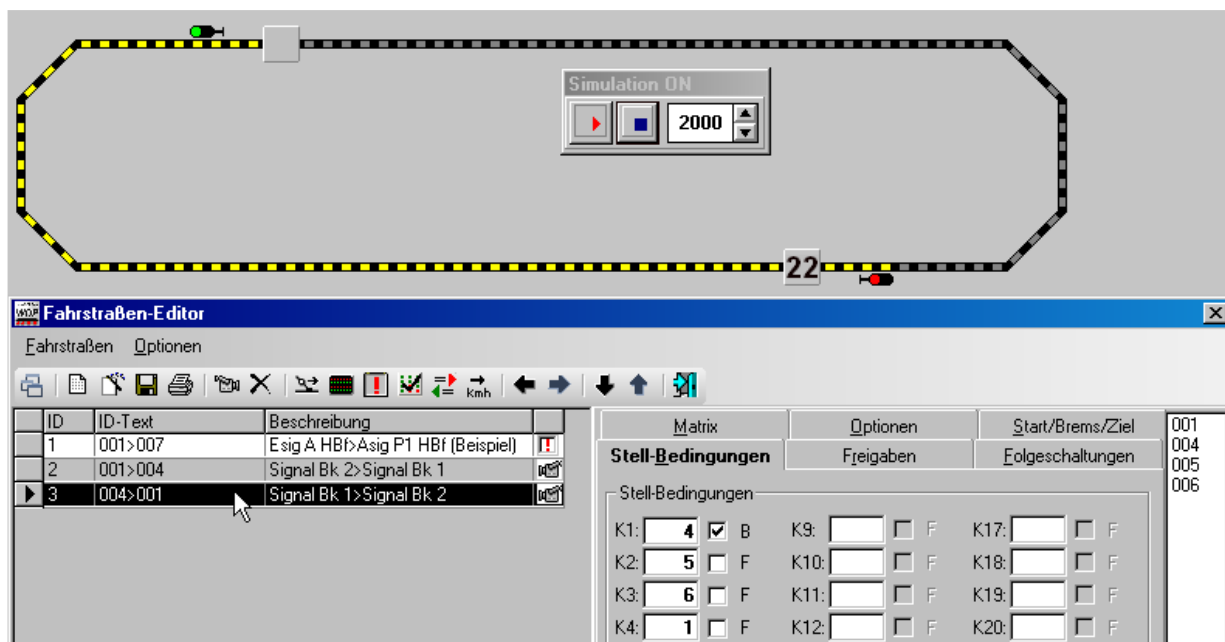 Simulation ON
2000
22
Fahrstraßen-Editor
Fahrstraßen Optionen
kmh
ID ID-Text Beschreibung
1 001>007 Esig A HBf>Asig P1 HBf (Beispiel)
2 001>004 Signal Bk 2>Signal Bk 1
3 004>001 Signal Bk 1>Signal Bk 2
Matrix Optionen Start/Brems/Ziel
Stell-Bedingungen Freigaben Folgeschaltungen
Stell-Bedingungen
K1: 4 B K9: F K17: F
K2: 5 F K10: F K18: F
K3: 6 F K11: F K19: F
K4: 1 F K12: F K20: F
001
004
005
006